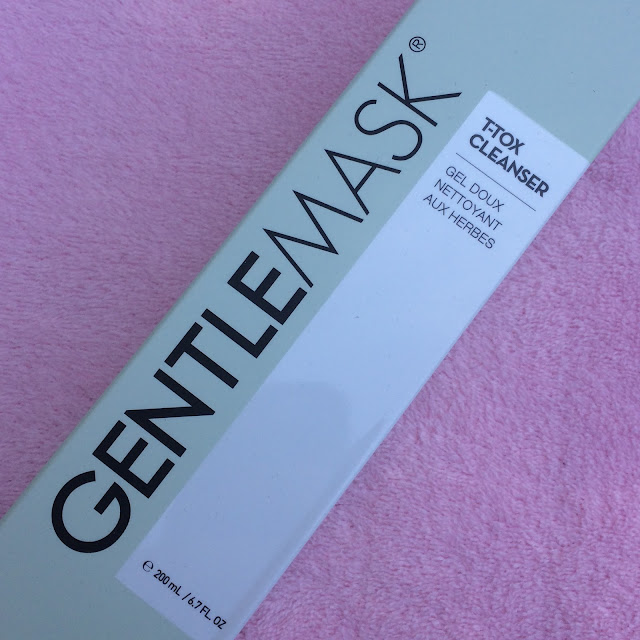 GENTLEMASK®
T-TOX
CLEANSER
GEL DOUX
NETTOYANT
AUX HERBES
℮ 200 mL / 6.7 FL.OZ